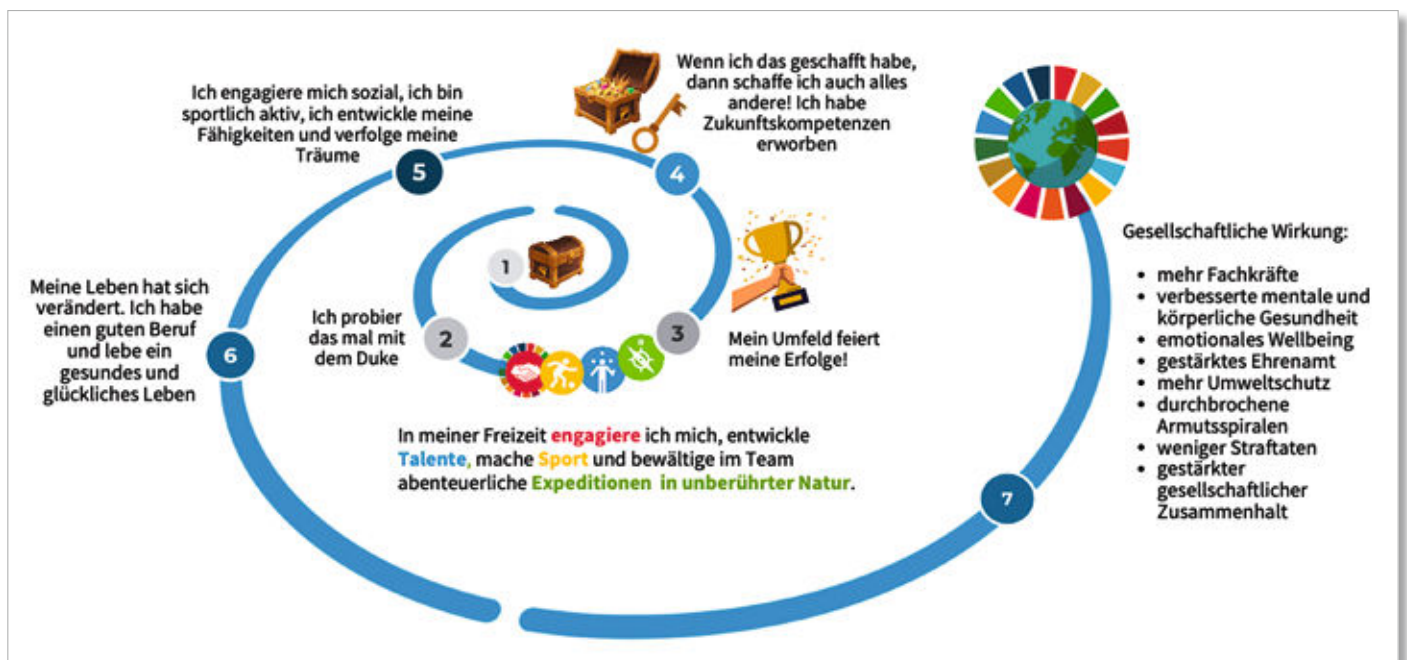 1
2
Ich probier
das mal mit
dem Duke
In meiner Freizeit engagiere ich mich, entwickle
Talente, mache Sport und bewältige im Team
abenteuerliche Expeditionen in unberührter Natur.
3
Mein Umfeld feiert
meine Erfolge!
4
Wenn ich das geschafft habe,
dann schaffe ich auch alles
andere! Ich habe
Zukunftskompetenzen
erworben
5
Ich engagiere mich sozial, ich bin
sportlich aktiv, ich entwickle meine
Fähigkeiten und verfolge meine
Träume
6
Meine Leben hat sich
verändert. Ich habe
einen guten Beruf
und lebe ein
gesundes und
glückliches Leben
7
Gesellschaftliche Wirkung:
• mehr Fachkräfte
• verbesserte mentale und
körperliche Gesundheit
• emotionales Wellbeing
• gestärktes Ehrenamt
• mehr Umweltschutz
• durchbrochene
Armutsspiralen
• weniger Straftaten
• gestärkter
gesellschaftlicher
Zusammenhalt